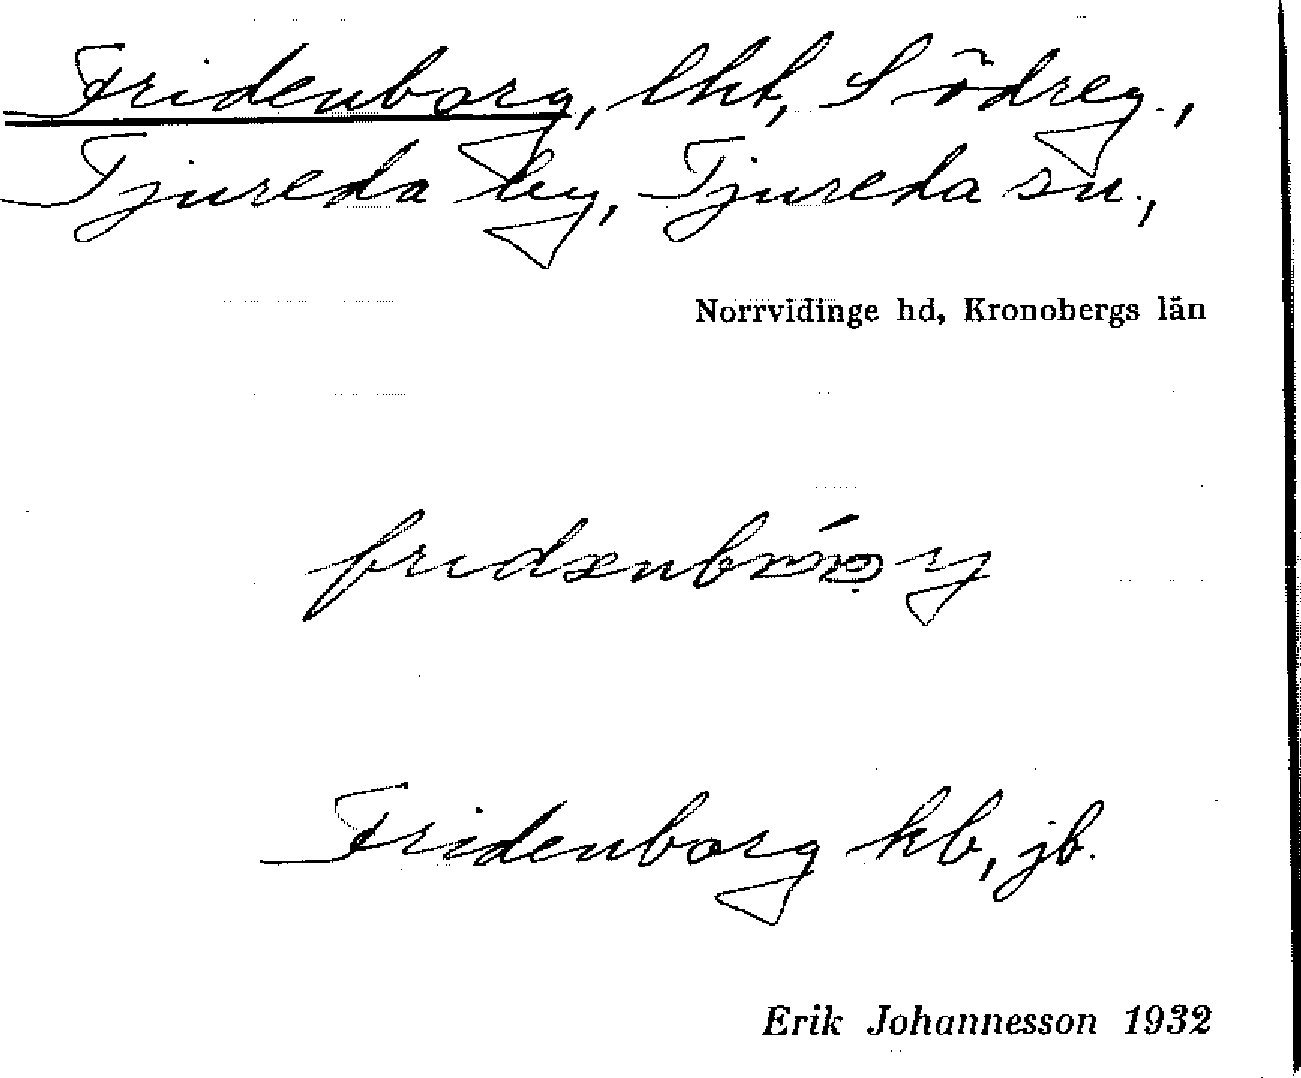 Fridenborg, lht, Södreg.,
Tjureda by, Tjureda sn.,
Norrvidinge hd, Kronobergs län
Fridenborg kb, jb.
Erik Johannesson 1932